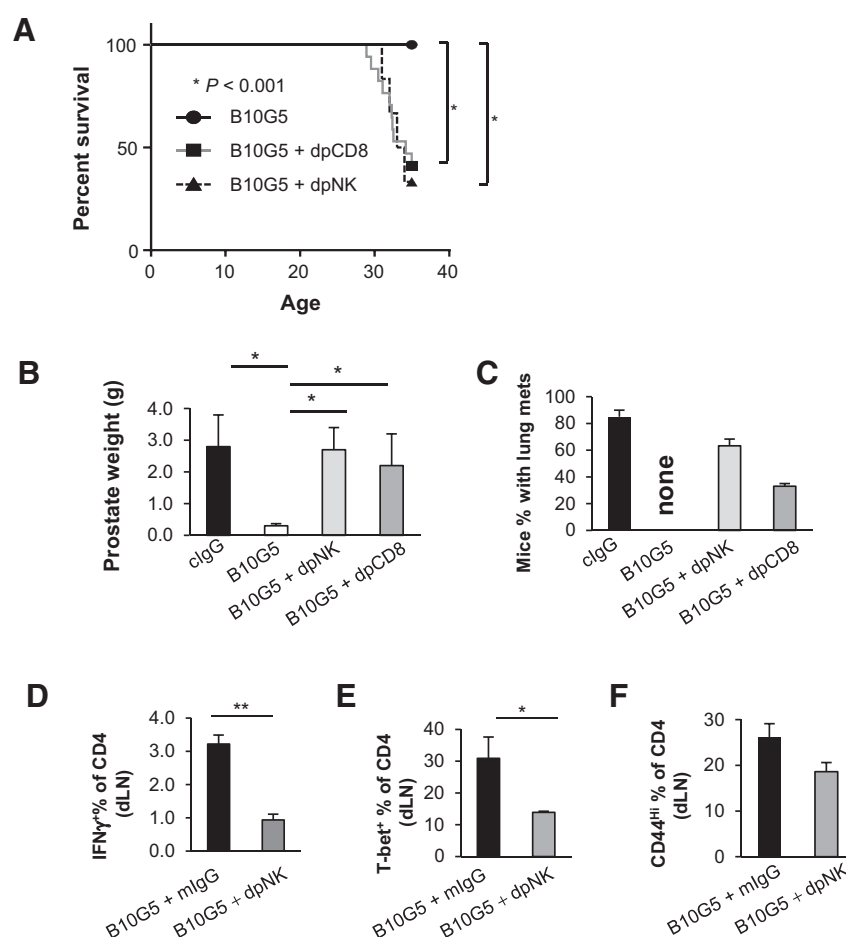 A
Percent survival
100
50
0
* P < 0.001
B10G5
B10G5 + dpCD8
B10G5 + dpNK
*
*
0 10 20 30 40
Age
B
Prostate weight (g)
4.0
3.0
2.0
1.0
0.0
*
*
*
cIgG
B10G5
B10G5 + dpNK
B10G5 + dpCD8
C
Mice % with lung mets
100
80
60
40
20
0
none
cIgG
B10G5
B10G5 + dpNK
B10G5 + dpCD8
D
IFNγ⁺% of CD4
(dLN)
4.0
3.0
2.0
1.0
0.0
**
B10G5 + mIgG
B10G5 + dpNK
E
T-bet⁺ % of CD4
(dLN)
40
30
20
10
0
*
B10G5 + mIgG
B10G5 + dpNK
F
CD44ᴴⁱ % of CD4
(dLN)
30
20
10
0
B10G5 + mIgG
B10G5 + dpNK